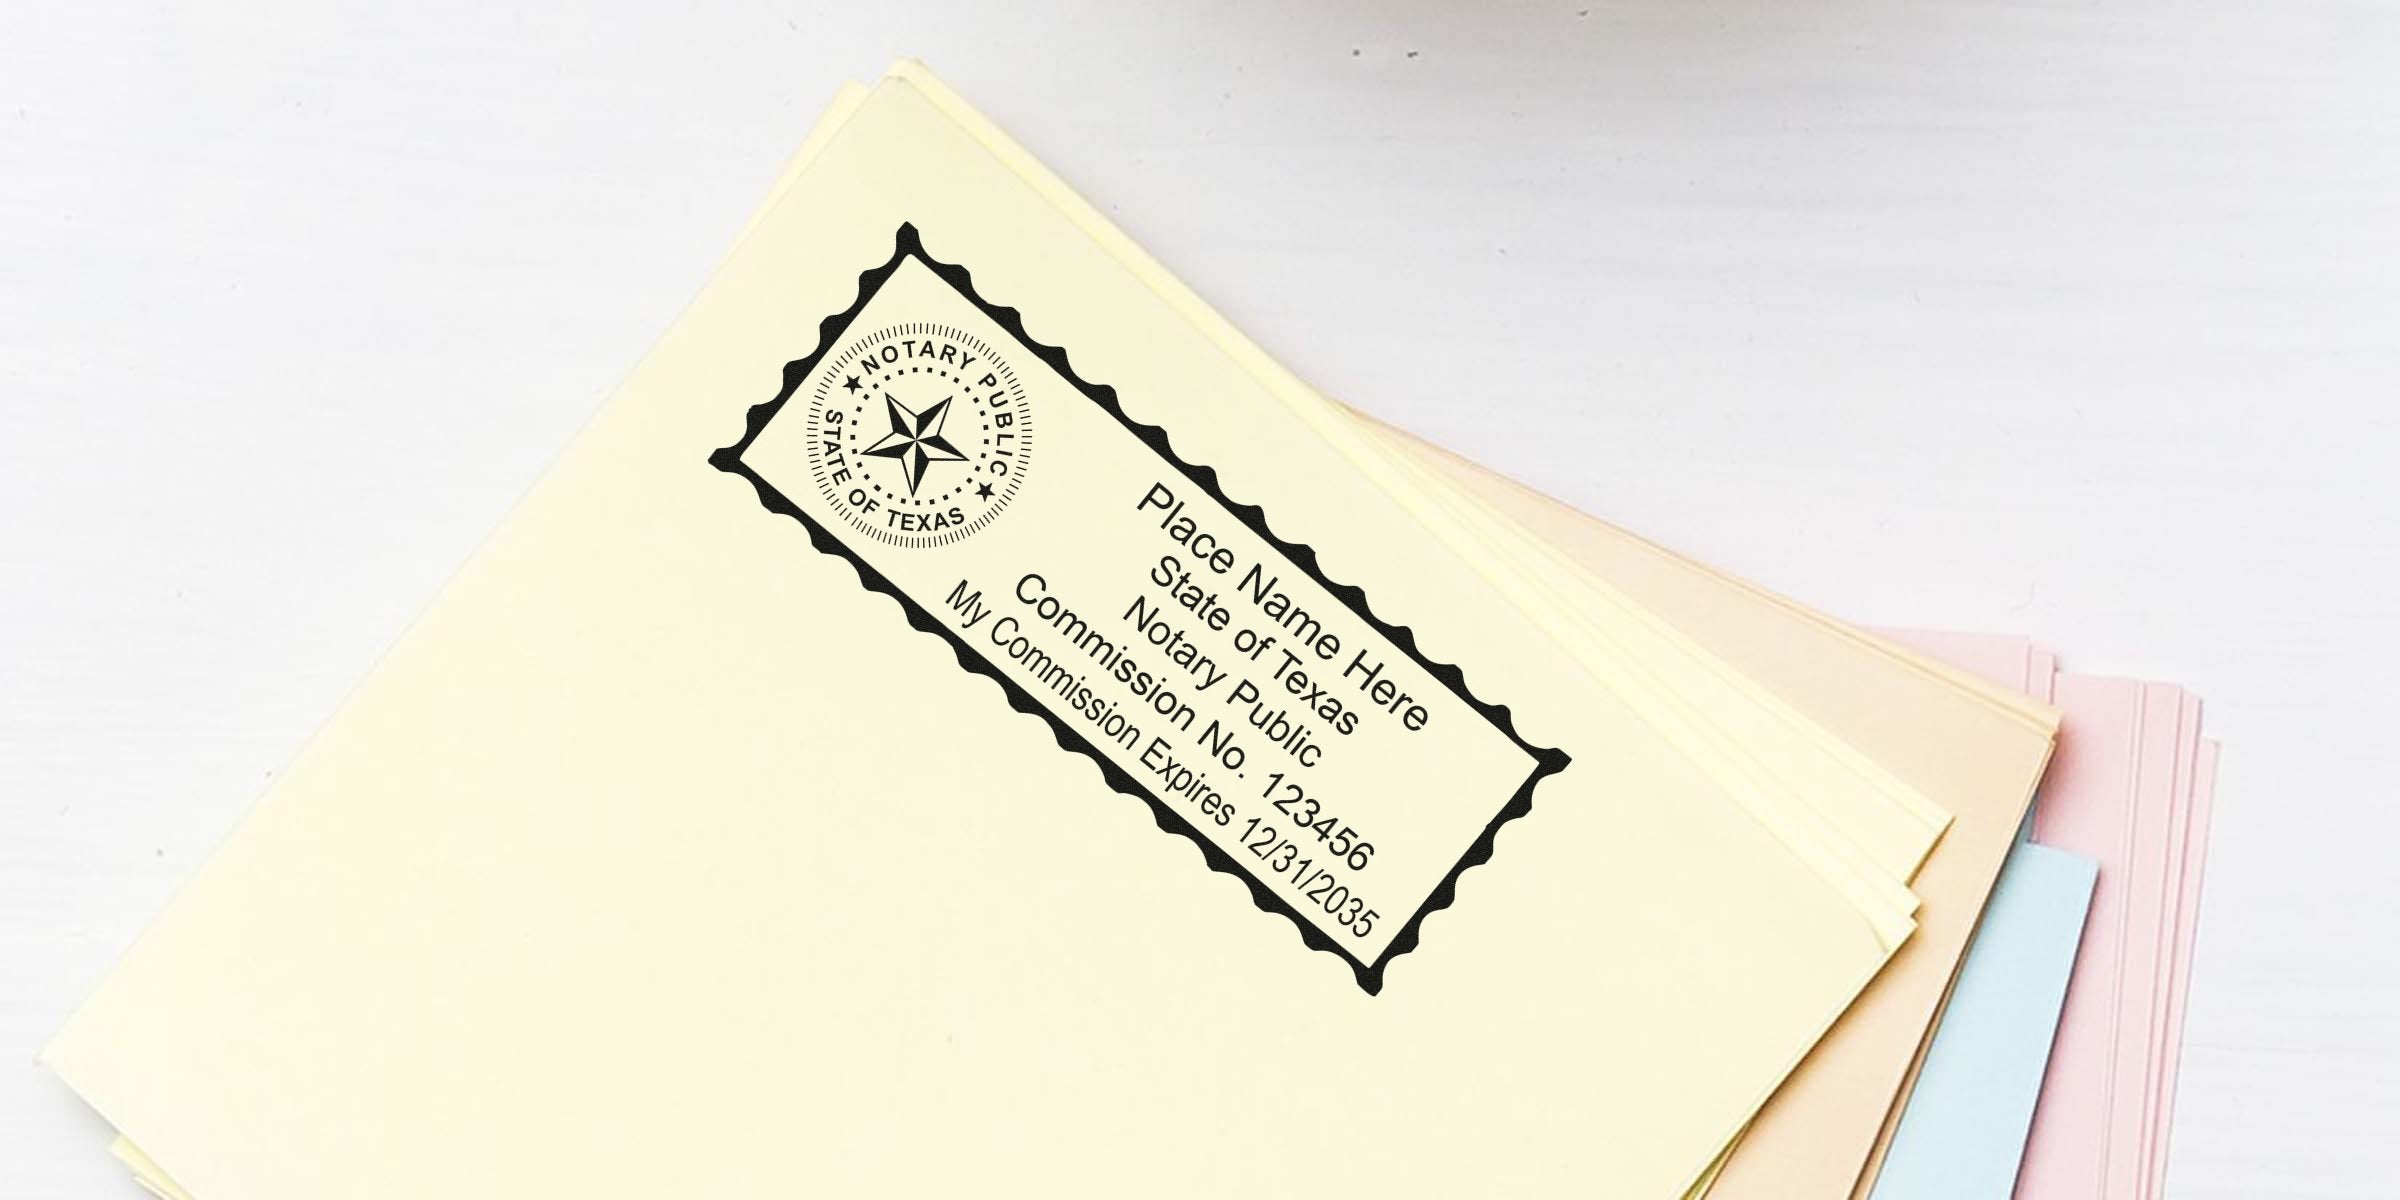 NOTARY PUBLIC
STATE OF TEXAS
Place Name Here
State of Texas
Notary Public
Commission No. 123456
My Commission Expires 12/31/2035